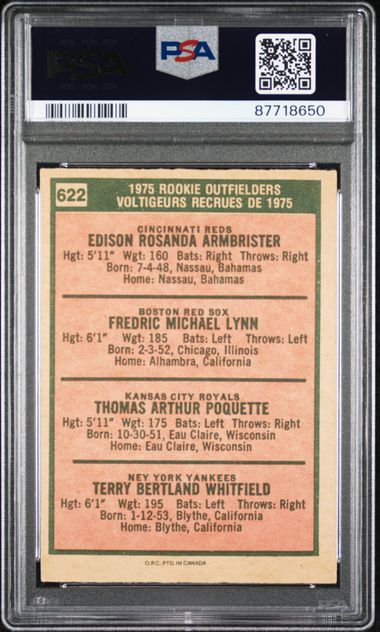 PSA
PSA
87718650
622
1975 ROOKIE OUTFIELDERS
VOLTIGEURS RECRUES DE 1975
CINCINNATI REDS
EDISON ROSANDA ARMBRISTER
Hgt: 5'11" Wgt: 160 Bats: Right Throws: Right
Born: 7-4-48, Nassau, Bahamas
Home: Nassau, Bahamas
BOSTON RED SOX
FREDRIC MICHAEL LYNN
Hgt: 6'1" Wgt: 185 Bats: Left Throws: Left
Born: 2-3-52, Chicago, Illinois
Home: Alhambra, California
KANSAS CITY ROYALS
THOMAS ARTHUR POQUETTE
Hgt: 5'11" Wgt: 175 Bats: Left Throws: Right
Born: 10-30-51, Eau Claire, Wisconsin
Home: Eau Claire, Wisconsin
NEY YORK YANKEES
TERRY BERTLAND WHITFIELD
Hgt: 6'1" Wgt: 195 Bats: Left Throws: Right
Born: 1-12-53, Blythe, California
Home: Blythe, California
O.P.C. PTD. IN CANADA